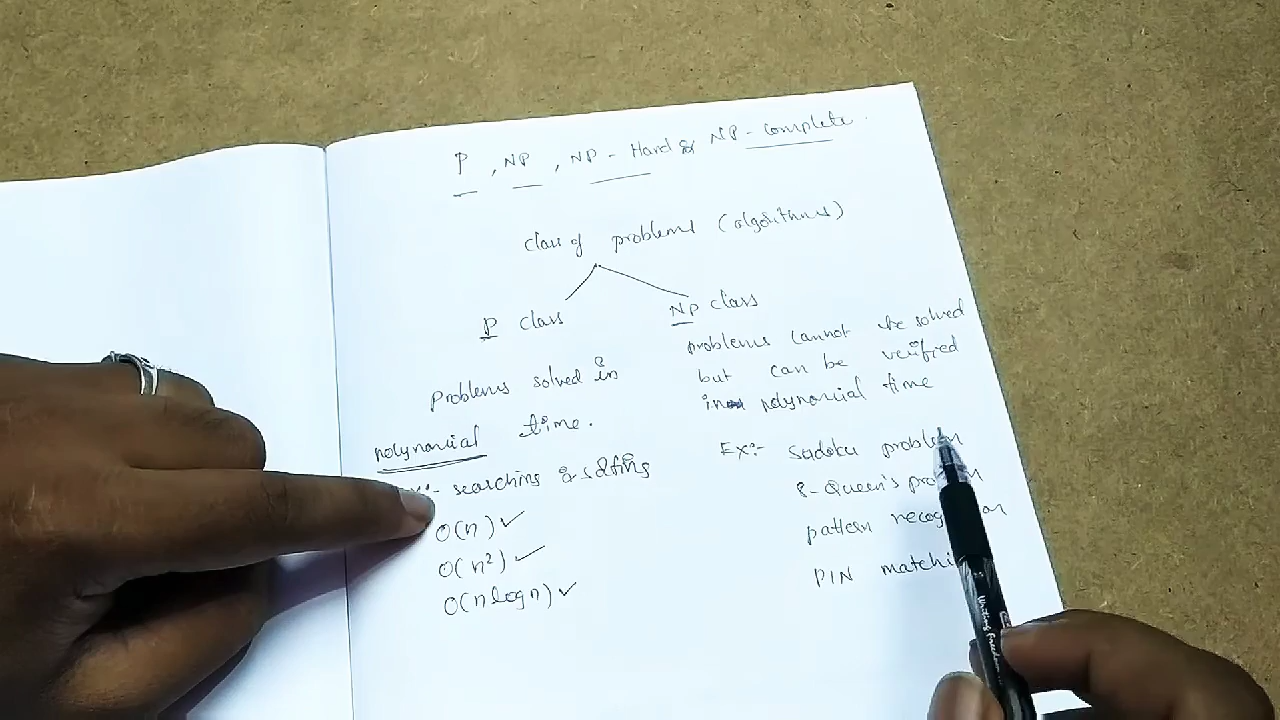 P, NP, NP - Hard & NP - complete.
class of problems (algorithms)
P class
problems solved in
polynomial time.
searching & sorting
O(n) ✓
O(n²) ✓
O(n log n) ✓
NP class
problems cannot be solved
but can be verified
in polynomial time
Ex:- Sudoku problem
8-Queen's problem
pattern recognition
PIN matching
Writing Freedom